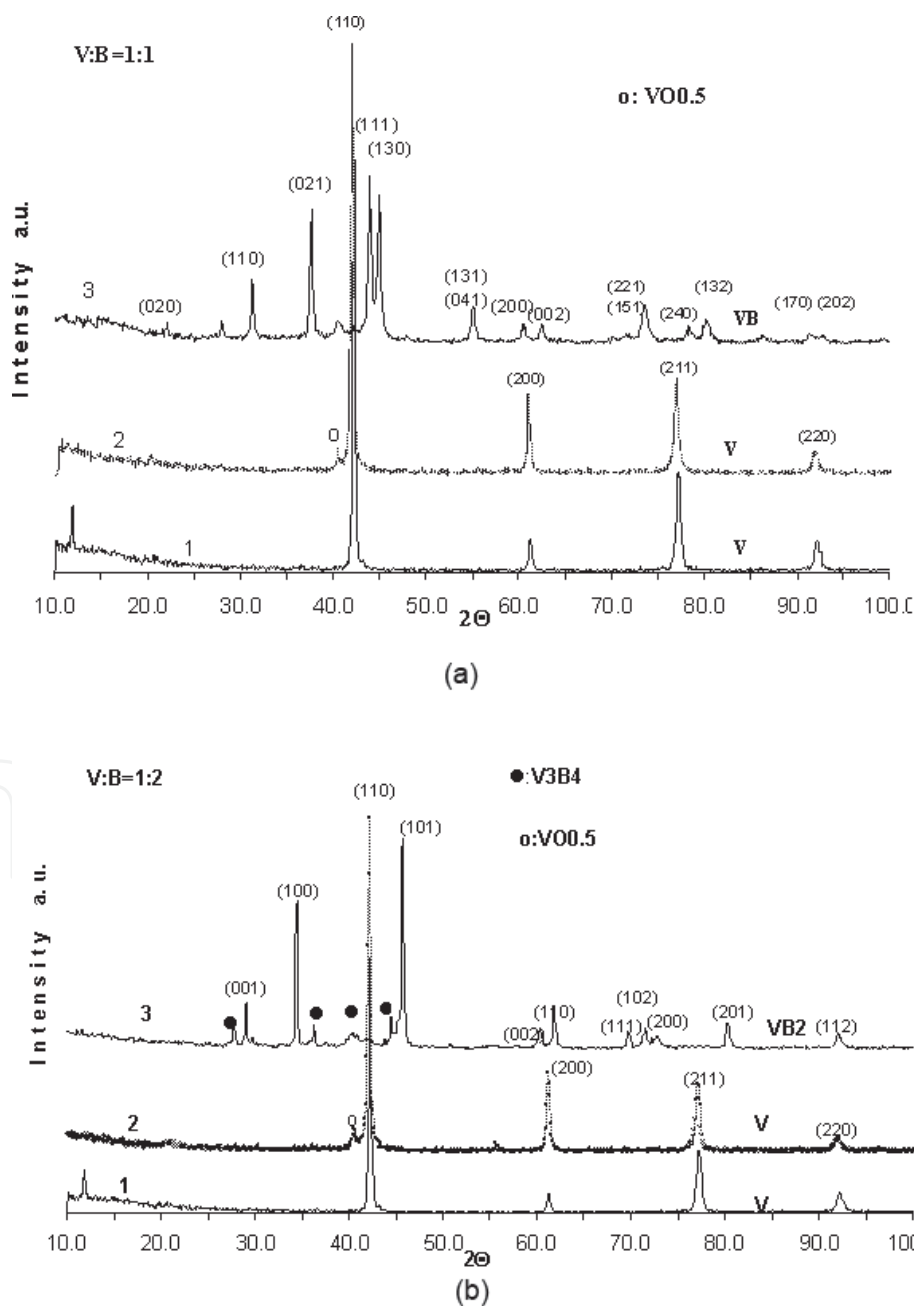 (110)
V:B=1:1
o: VO0.5
(111)
(130)
(021)
(110)
3
(020)
(131)
(041)
(200)
(002)
(221)
(151)
(240)
(132)
VB
(170) (202)
Intensity a.u.
(200)
(211)
2
0
V
(220)
1
V
10.0 20.0 30.0 40.0 50.0 60.0 70.0 80.0 90.0 100.0
2Θ
(a)
V:B=1:2
●:V3B4
(110)
o:VO0.5
(101)
(100)
Intensity a.u.
3
(001)
(002)
(110)
(111)
(102)
(200)
(201)
VB2
(112)
(200)
(211)
2
0
V
(220)
1
V
10.0 20.0 30.0 40.0 50.0 60.0 70.0 80.0 90.0 100.
2Θ
(b)